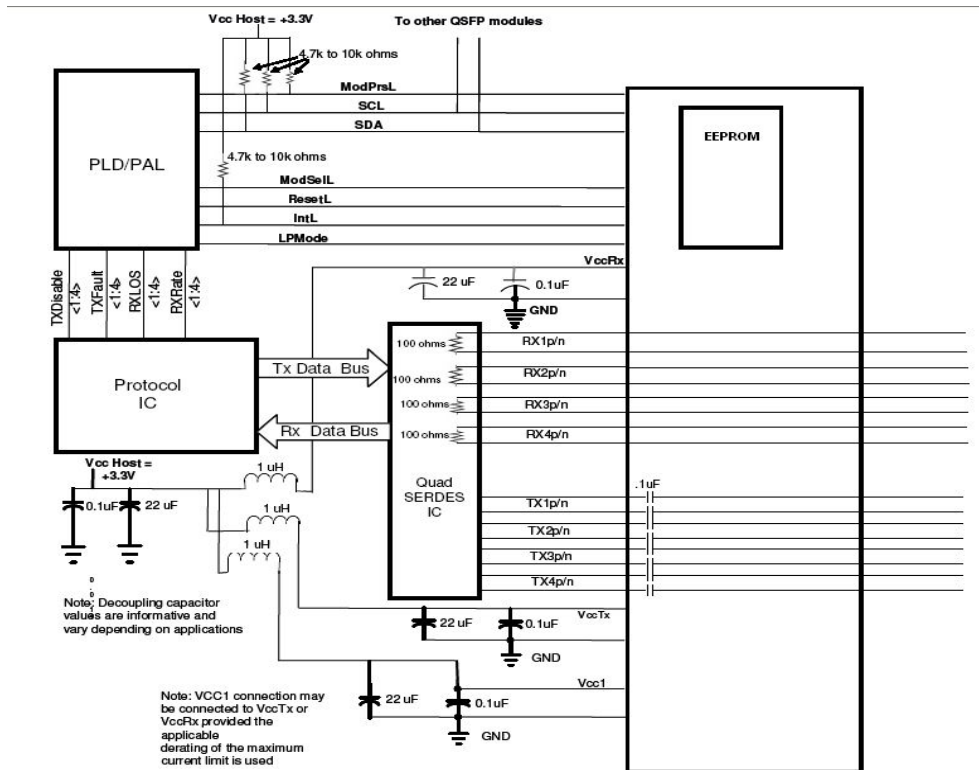 Vcc Host = +3.3V
To other QSFP modules
4.7k to 10k ohms
ModPrsL
SCL
SDA
EEPROM
PLD/PAL
4.7k to 10k ohms
ModSelL
ResetL
IntL
LPMode
TXDisable
<1:4>
TXFault
<1:4>
RXLOS
<1:4>
RXRate
<1:4>
VccRx
22 uF
0.1uF
GND
100 ohms
RX1p/n
Tx Data Bus
100 ohms
RX2p/n
Protocol
IC
100 ohms
RX3p/n
Rx Data Bus
100 ohms
RX4p/n
Vcc Host =
+3.3V
1 uH
0.1uF
22 uF
Quad
SERDES
IC
.1uF
TX1p/n
1 uH
TX2p/n
1 uH
TX3p/n
TX4p/n
Note: Decoupling capacitor
values are informative and
vary depending on applications
VccTx
22 uF
0.1uF
GND
Vcc1
22 uF
0.1uF
GND
Note: VCC1 connection may
be connected to VccTx or
VccRx provided the
applicable
derating of the maximum
current limit is used